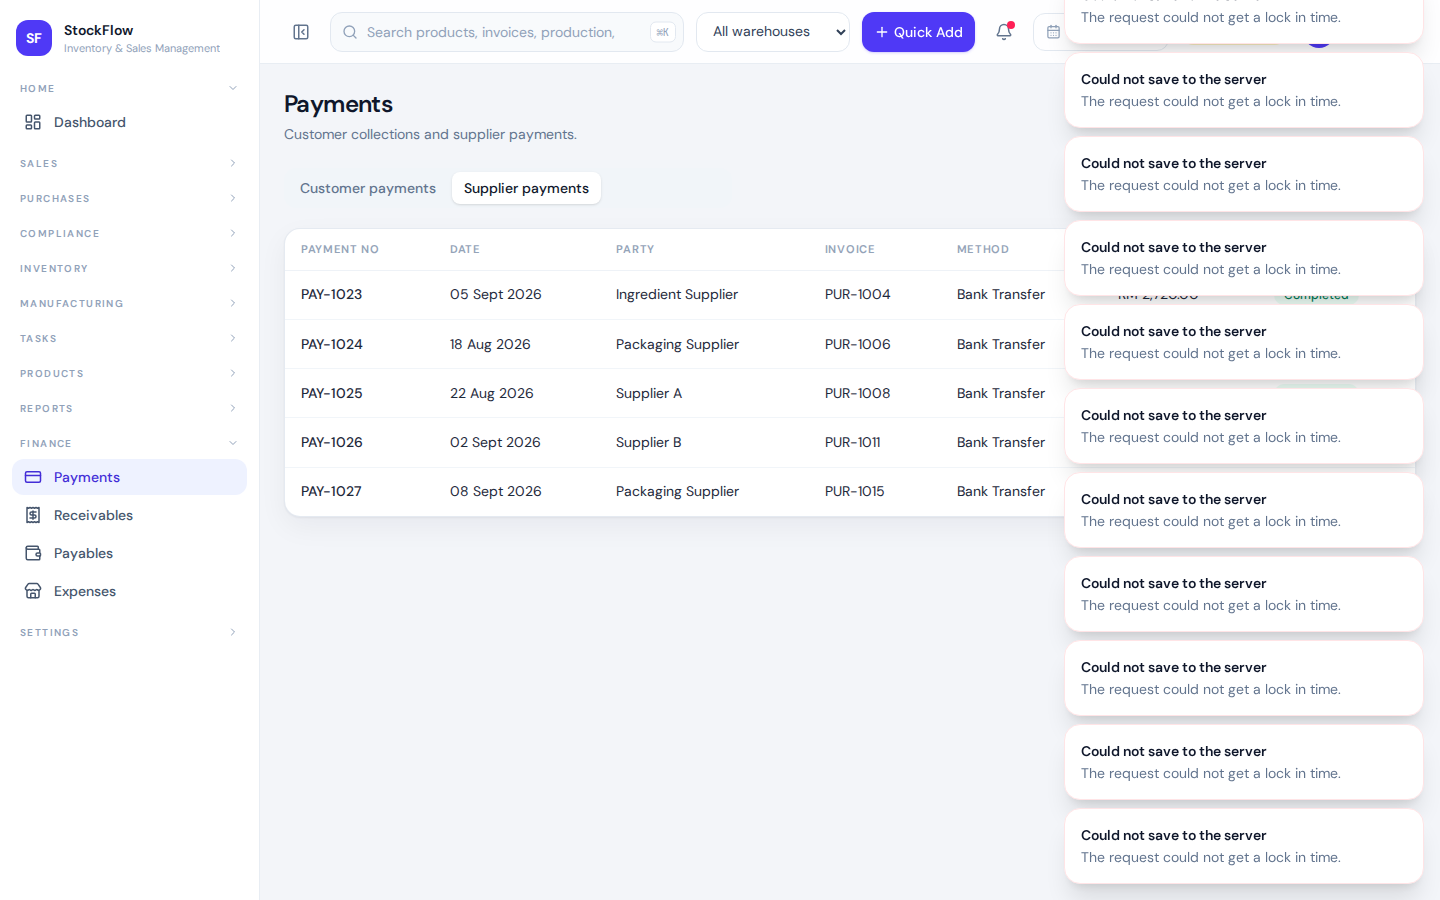 SF
StockFlow
Inventory & Sales Management
HOME
Dashboard
SALES
PURCHASES
COMPLIANCE
INVENTORY
MANUFACTURING
TASKS
PRODUCTS
REPORTS
FINANCE
Payments
Receivables
Payables
Expenses
SETTINGS
Search products, invoices, production,
⌘K
All warehouses
+ Quick Add
Payments
Customer collections and supplier payments.
Customer payments
Supplier payments
PAYMENT NO DATE PARTY INVOICE METHOD
PAY-1023 05 Sept 2026 Ingredient Supplier PUR-1004 Bank Transfer
PAY-1024 18 Aug 2026 Packaging Supplier PUR-1006 Bank Transfer
PAY-1025 22 Aug 2026 Supplier A PUR-1008 Bank Transfer
PAY-1026 02 Sept 2026 Supplier B PUR-1011 Bank Transfer
PAY-1027 08 Sept 2026 Packaging Supplier PUR-1015 Bank Transfer
The request could not get a lock in time.
Could not save to the server
The request could not get a lock in time.
Could not save to the server
The request could not get a lock in time.
Could not save to the server
The request could not get a lock in time.
Could not save to the server
The request could not get a lock in time.
Could not save to the server
The request could not get a lock in time.
Could not save to the server
The request could not get a lock in time.
Could not save to the server
The request could not get a lock in time.
Could not save to the server
The request could not get a lock in time.
Could not save to the server
The request could not get a lock in time.
Could not save to the server
The request could not get a lock in time.